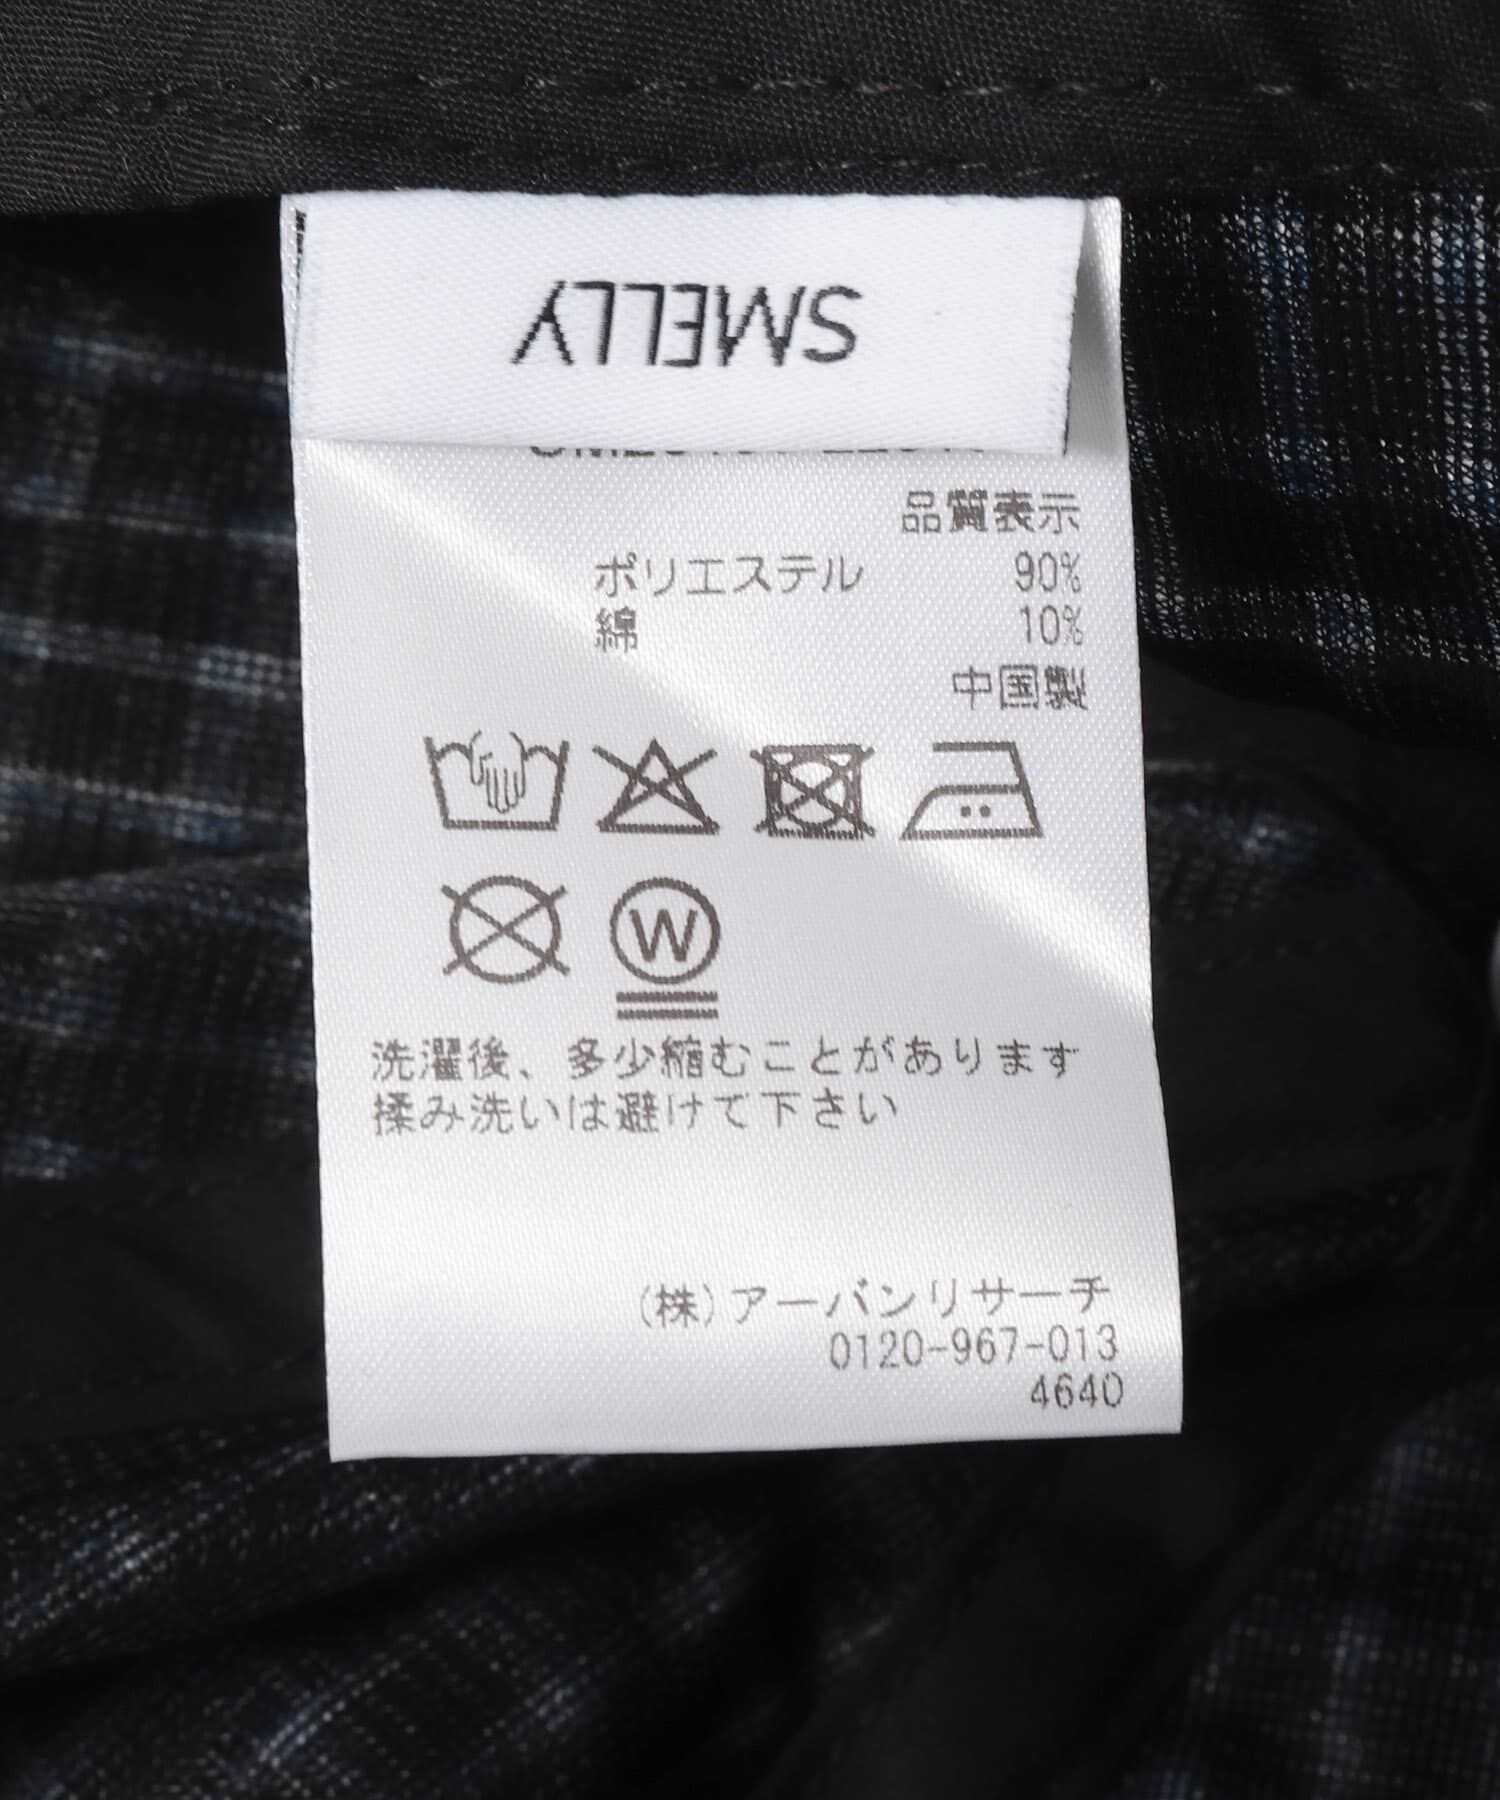 SMELLY
品質表示
ポリエステル 90%
綿 10%
中国製
W
洗濯後、多少縮むことがあります
揉み洗いは避けて下さい
(株)アーバンリサーチ
0120-967-013
4640